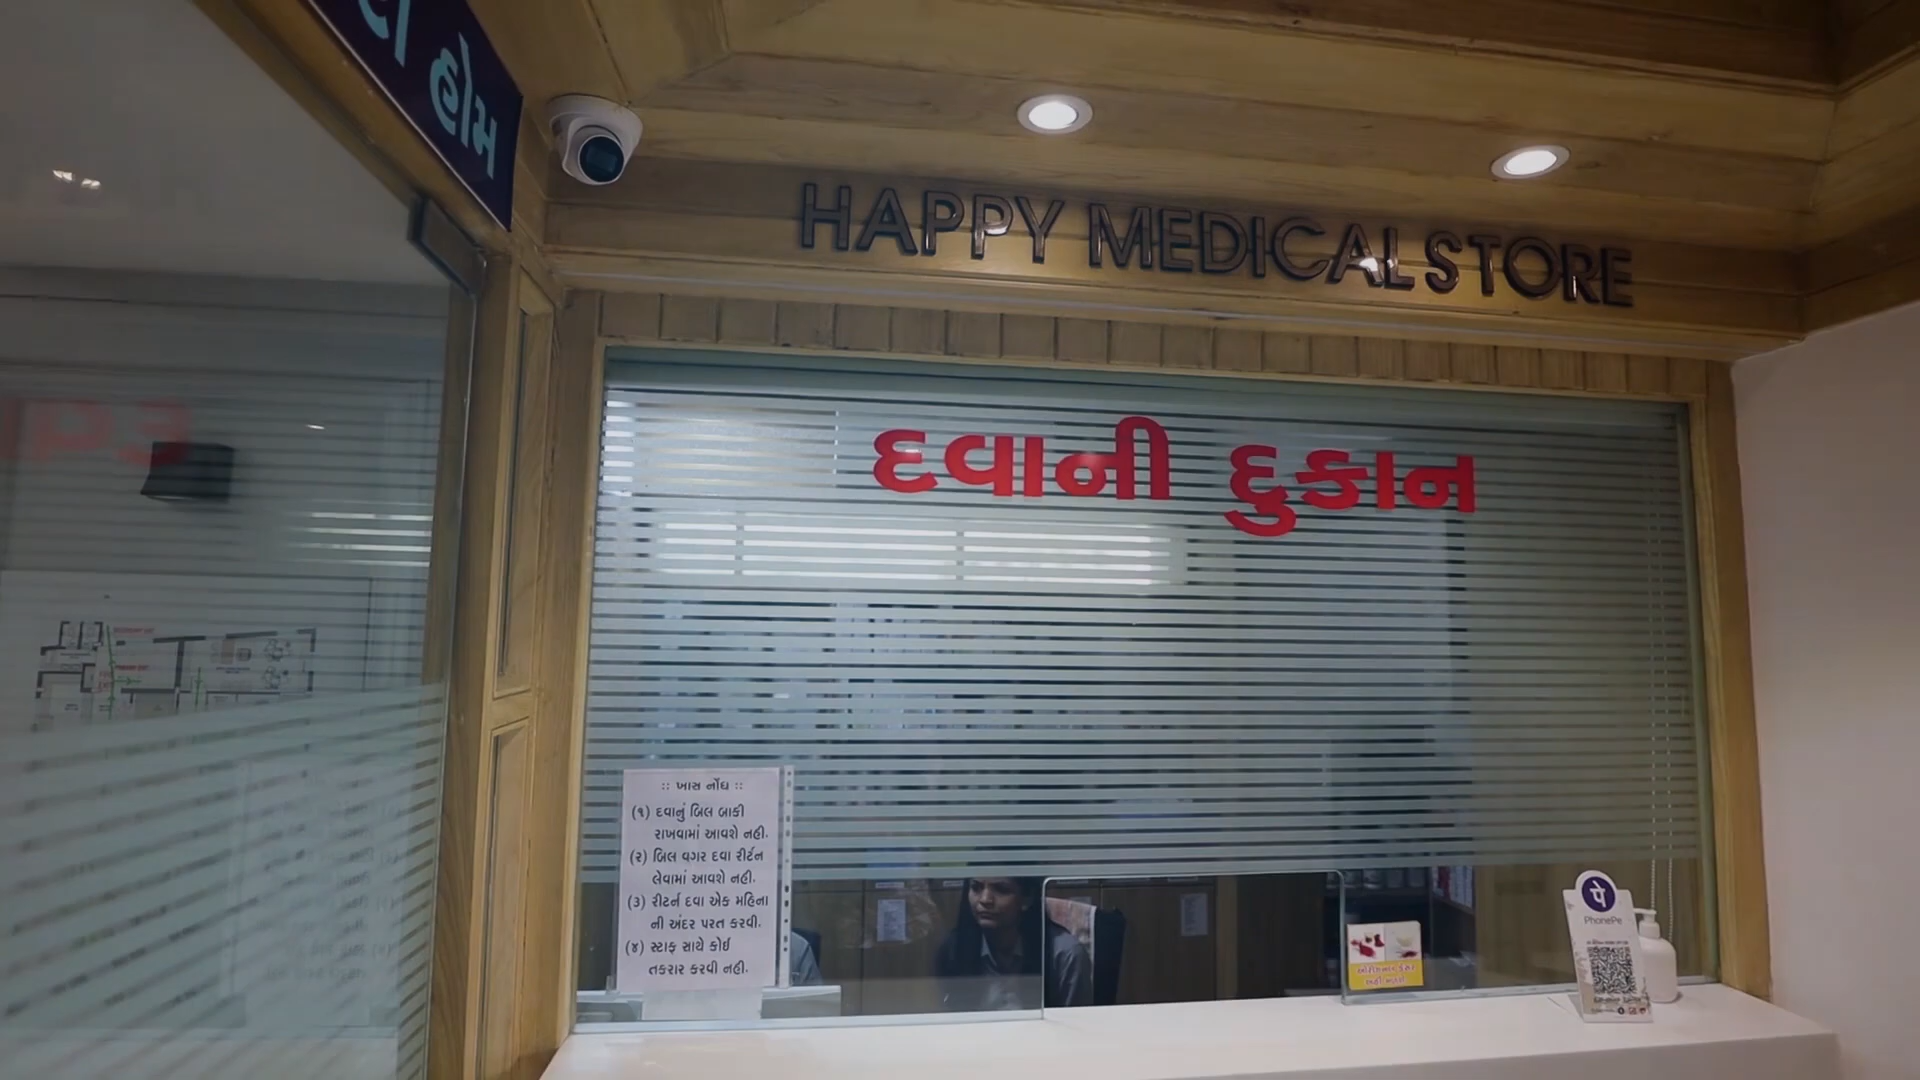 હોમ
HAPPY MEDICAL STORE
દવાની દુકાન
:: ખાસ નોંધ ::
(૧) દવાનું બિલ બાકી
રાખવામાં આવશે નહી.
(૨) બિલ વગર દવા રીર્ટન
લેવામાં આવશે નહી.
(૩) રીટર્ન દવા એક મહિના
ની અંદર પરત કરવી.
(૪) સ્ટાફ સાથે કોઈ
તકરાર કરવી નહી.
પે
PhonePe